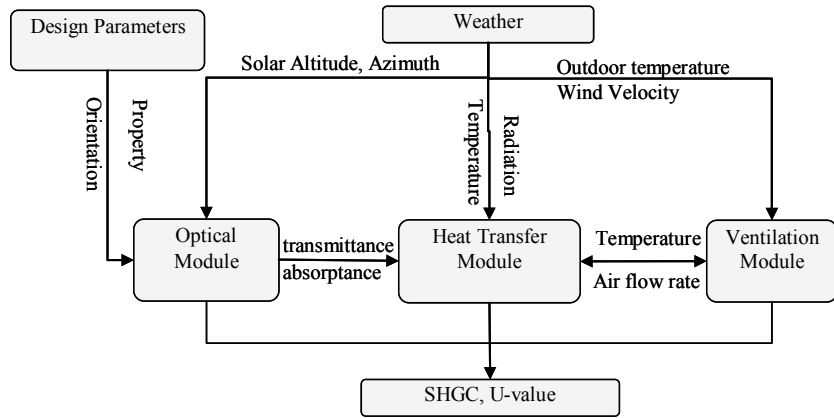 Design Parameters
Weather
Solar Altitude, Azimuth
Outdoor temperature
Wind Velocity
Orientation
Property
Temperature
Radiation
Optical
Module
transmittance
absorptance
Heat Transfer
Module
Temperature
Air flow rate
Ventilation
Module
SHGC, U-value